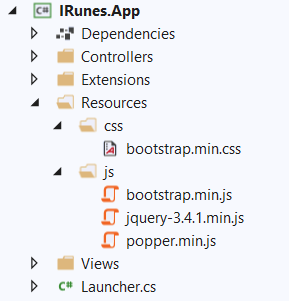 C# IRunes.App
Dependencies
Controllers
Extensions
Resources
css
bootstrap.min.css
js
bootstrap.min.js
jquery-3.4.1.min.js
popper.min.js
Views
C# Launcher.cs